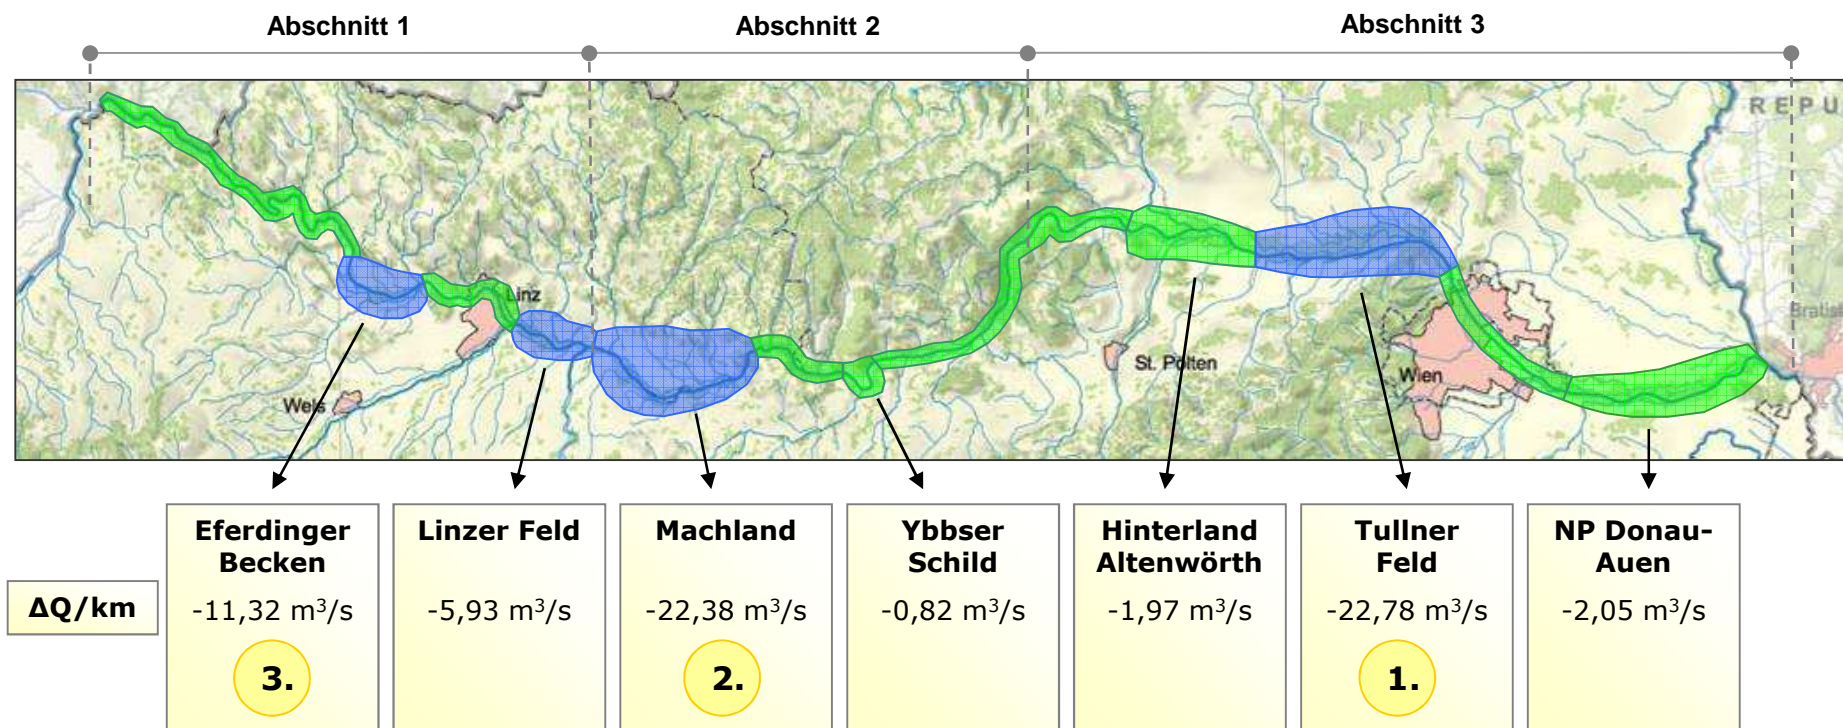 Abschnitt 1
Abschnitt 2
Abschnitt 3
REPU
Linz
Wels
St. Pölten
Wien
Eferdinger
Becken
-11,32 m³/s
3.
Linzer Feld
-5,93 m³/s
Machland
-22,38 m³/s
2.
Ybbser
Schild
-0,82 m³/s
Hinterland
Altenwörth
-1,97 m³/s
Tullner
Feld
-22,78 m³/s
1.
NP Donau-
Auen
-2,05 m³/s
ΔQ/km